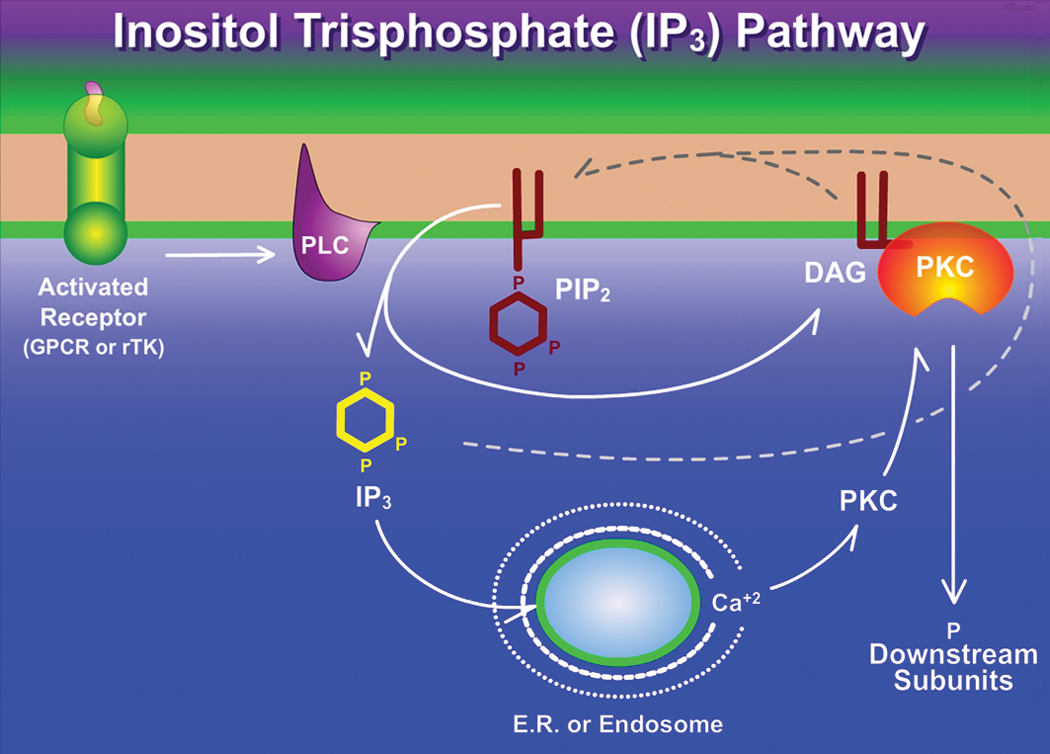 Inositol Trisphosphate (IP₃) Pathway
Activated
Receptor
(GPCR or rTK)
PLC
P
P
P
PIP₂
DAG
PKC
P
P
P
IP₃
PKC
Ca⁺²
E.R. or Endosome
P
Downstream
Subunits